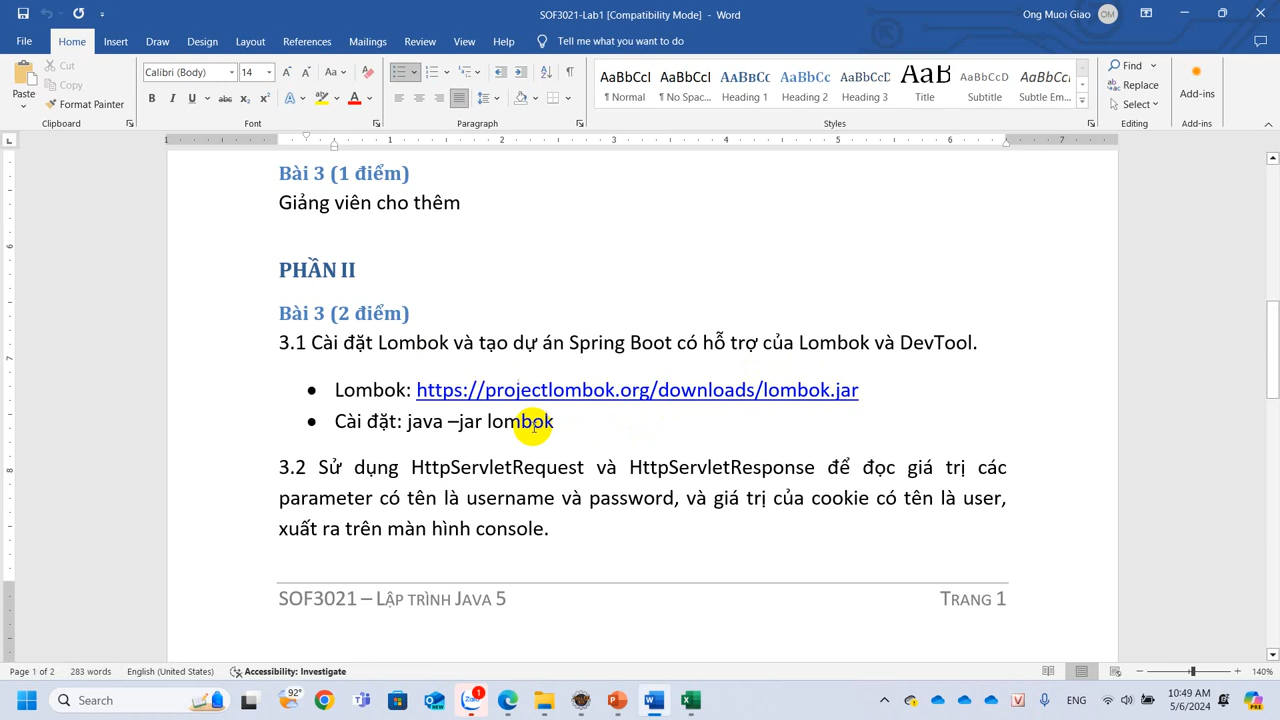 SOF3021-Lab1 [Compatibility Mode] - Word
Ong Muoi Giao OM
File Home Insert Draw Design Layout References Mailings Review View Help Tell me what you want to do
Paste
Cut
Copy
Format Painter
Clipboard
Calibri (Body) 14
Font
Paragraph
AaBbCcI AaBbCcI AaBbCc AaBbCc AaBbCcD AaB AaBbCcD AaBbCcI
¶ Normal ¶ No Spac... Heading 1 Heading 2 Heading 3 Title Subtitle Subtle Em...
Styles
Find
Replace
Select
Editing
Add-ins
Add-ins
Bài 3 (1 điểm)
Giảng viên cho thêm
PHẦN II
Bài 3 (2 điểm)
3.1 Cài đặt Lombok và tạo dự án Spring Boot có hỗ trợ của Lombok và DevTool.
• Lombok: https://projectlombok.org/downloads/lombok.jar
• Cài đặt: java –jar lombok
3.2 Sử dụng HttpServletRequest và HttpServletResponse để đọc giá trị các
parameter có tên là username và password, và giá trị của cookie có tên là user,
xuất ra trên màn hình console.
SOF3021 – LẬP TRÌNH JAVA 5 TRANG 1
Page 1 of 2 283 words English (United States) Accessibility: Investigate 140%
Search 92° Zalo 1 ENG 10:49 AM
5/6/2024